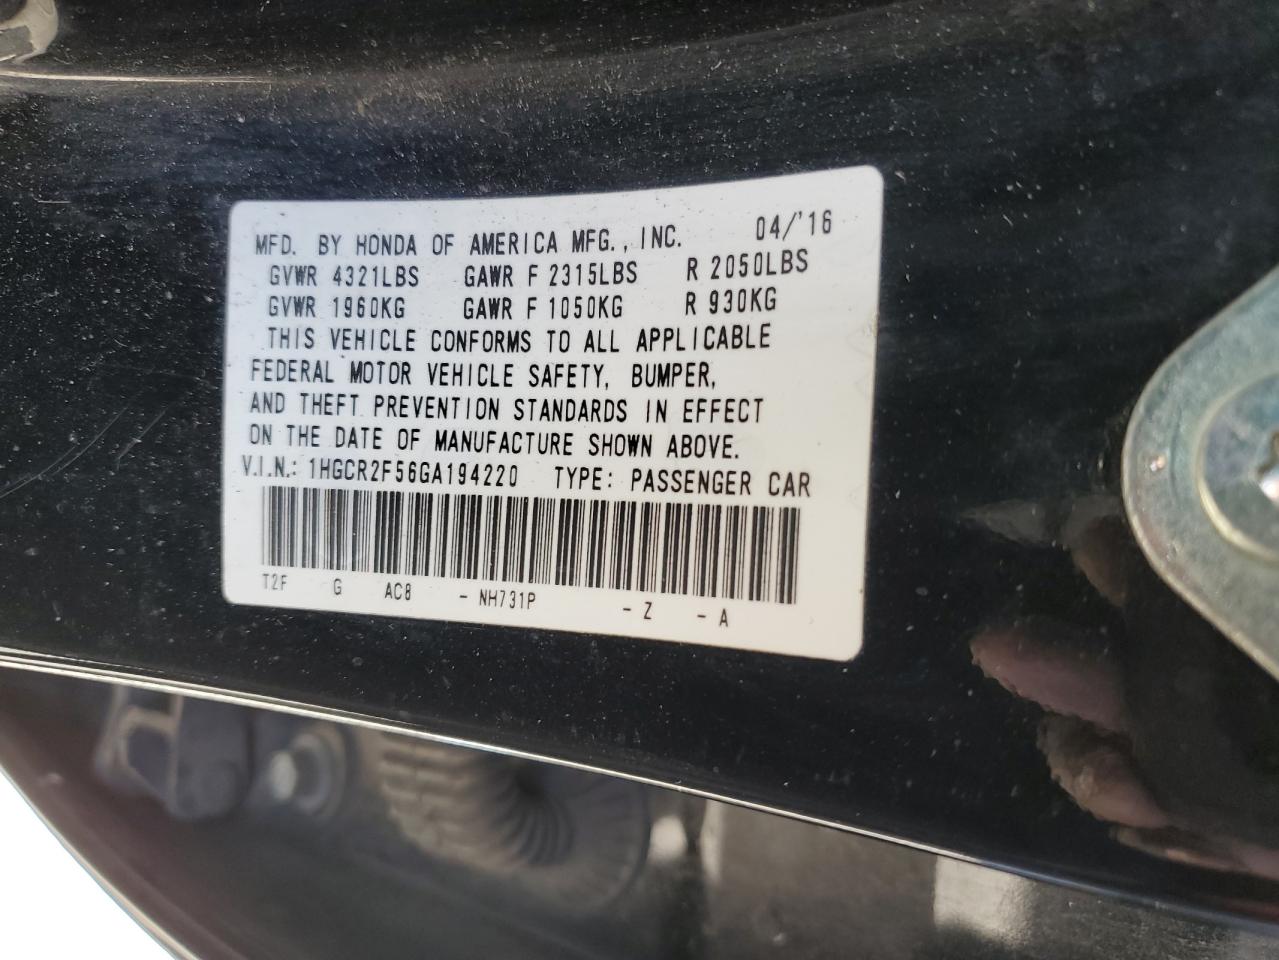 MFD. BY HONDA OF AMERICA MFG., INC. 04/'16
GVWR 4321LBS GAWR F 2315LBS R 2050LBS
GVWR 1960KG GAWR F 1050KG R 930KG
THIS VEHICLE CONFORMS TO ALL APPLICABLE
FEDERAL MOTOR VEHICLE SAFETY, BUMPER,
AND THEFT PREVENTION STANDARDS IN EFFECT
ON THE DATE OF MANUFACTURE SHOWN ABOVE.
V.I.N.: 1HGCR2F56GA194220 TYPE: PASSENGER CAR
T2F G AC8 - NH731P - Z - A